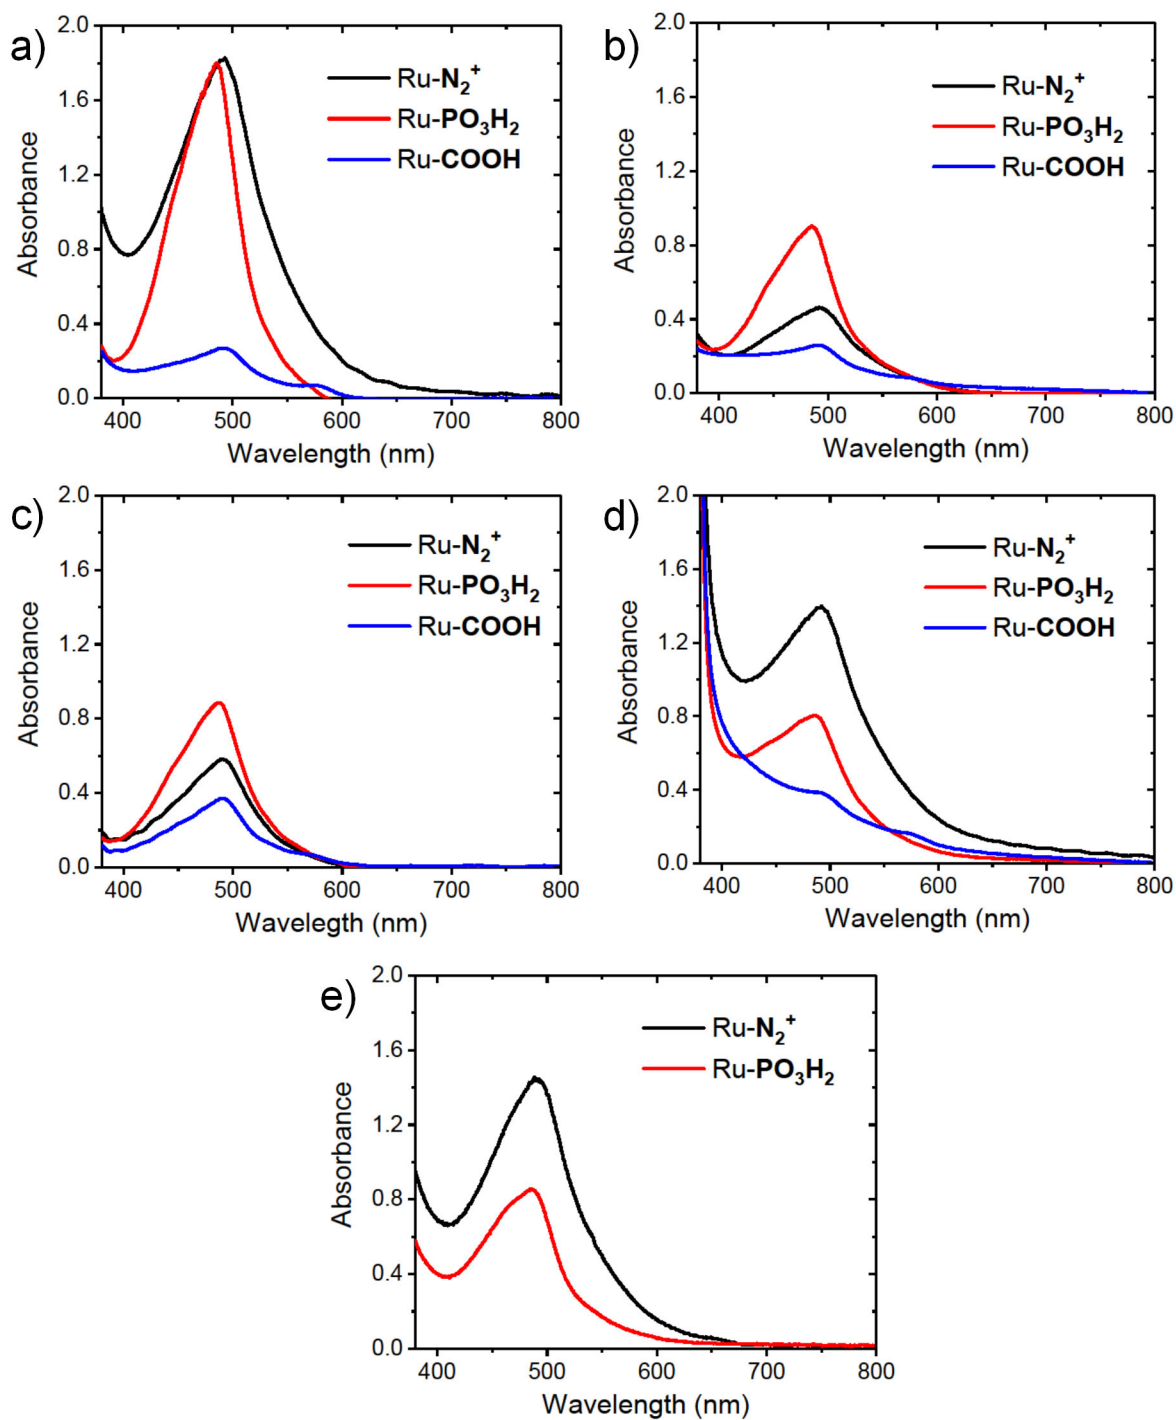 a)
2.0
1.6
1.2
0.8
0.4
0.0
Absorbance
Ru-N₂⁺
Ru-PO₃H₂
Ru-COOH
400 500 600 700 800
Wavelength (nm)
b)
2.0
1.6
1.2
0.8
0.4
0.0
Absorbance
Ru-N₂⁺
Ru-PO₃H₂
Ru-COOH
400 500 600 700 800
Wavelength (nm)
c)
2.0
1.6
1.2
0.8
0.4
0.0
Absorbance
Ru-N₂⁺
Ru-PO₃H₂
Ru-COOH
400 500 600 700 800
Wavelegth (nm)
d)
2.0
1.6
1.2
0.8
0.4
0.0
Absorbance
Ru-N₂⁺
Ru-PO₃H₂
Ru-COOH
400 500 600 700 800
Wavelength (nm)
e)
2.0
1.6
1.2
0.8
0.4
0.0
Absorbance
Ru-N₂⁺
Ru-PO₃H₂
400 500 600 700 800
Wavelength (nm)